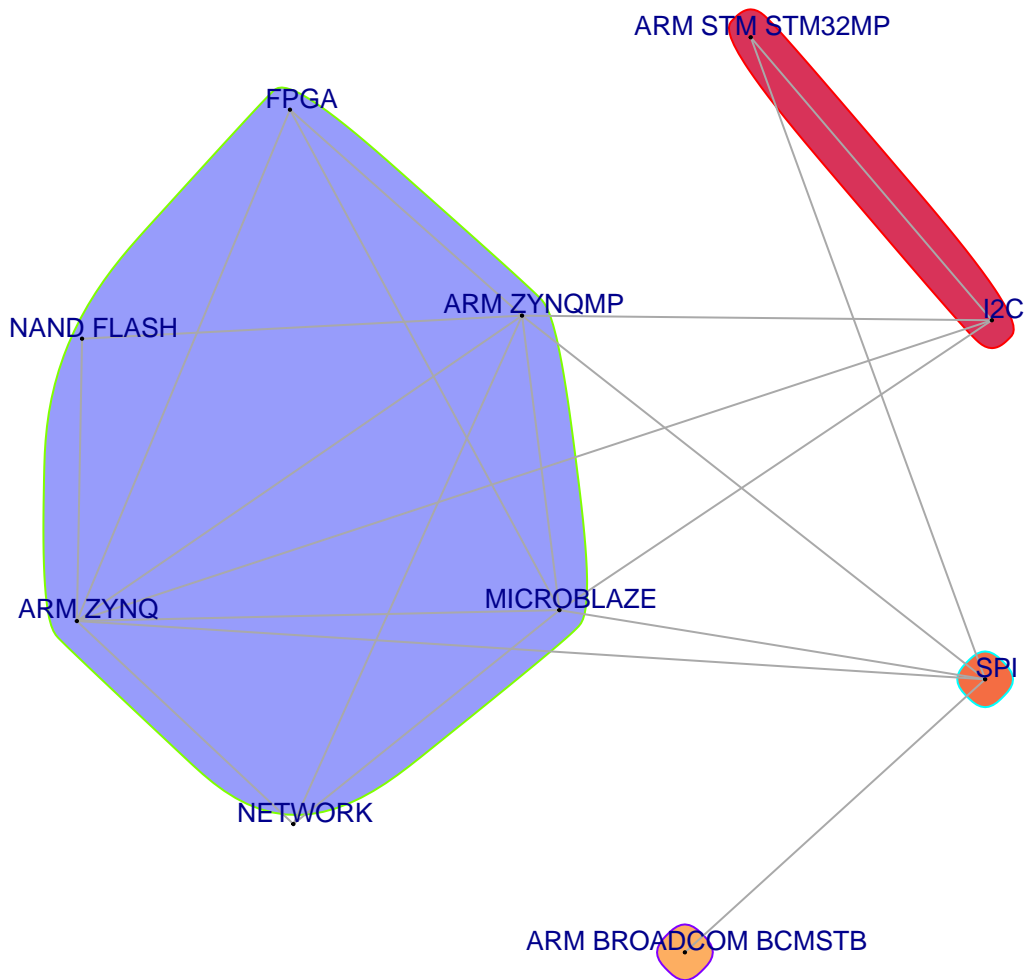 ARM STM STM32MP
FPGA
ARM ZYNQMP
I2C
NAND FLASH
ARM ZYNQ
MICROBLAZE
SPI
NETWORK
ARM BROADCOM BCMSTB